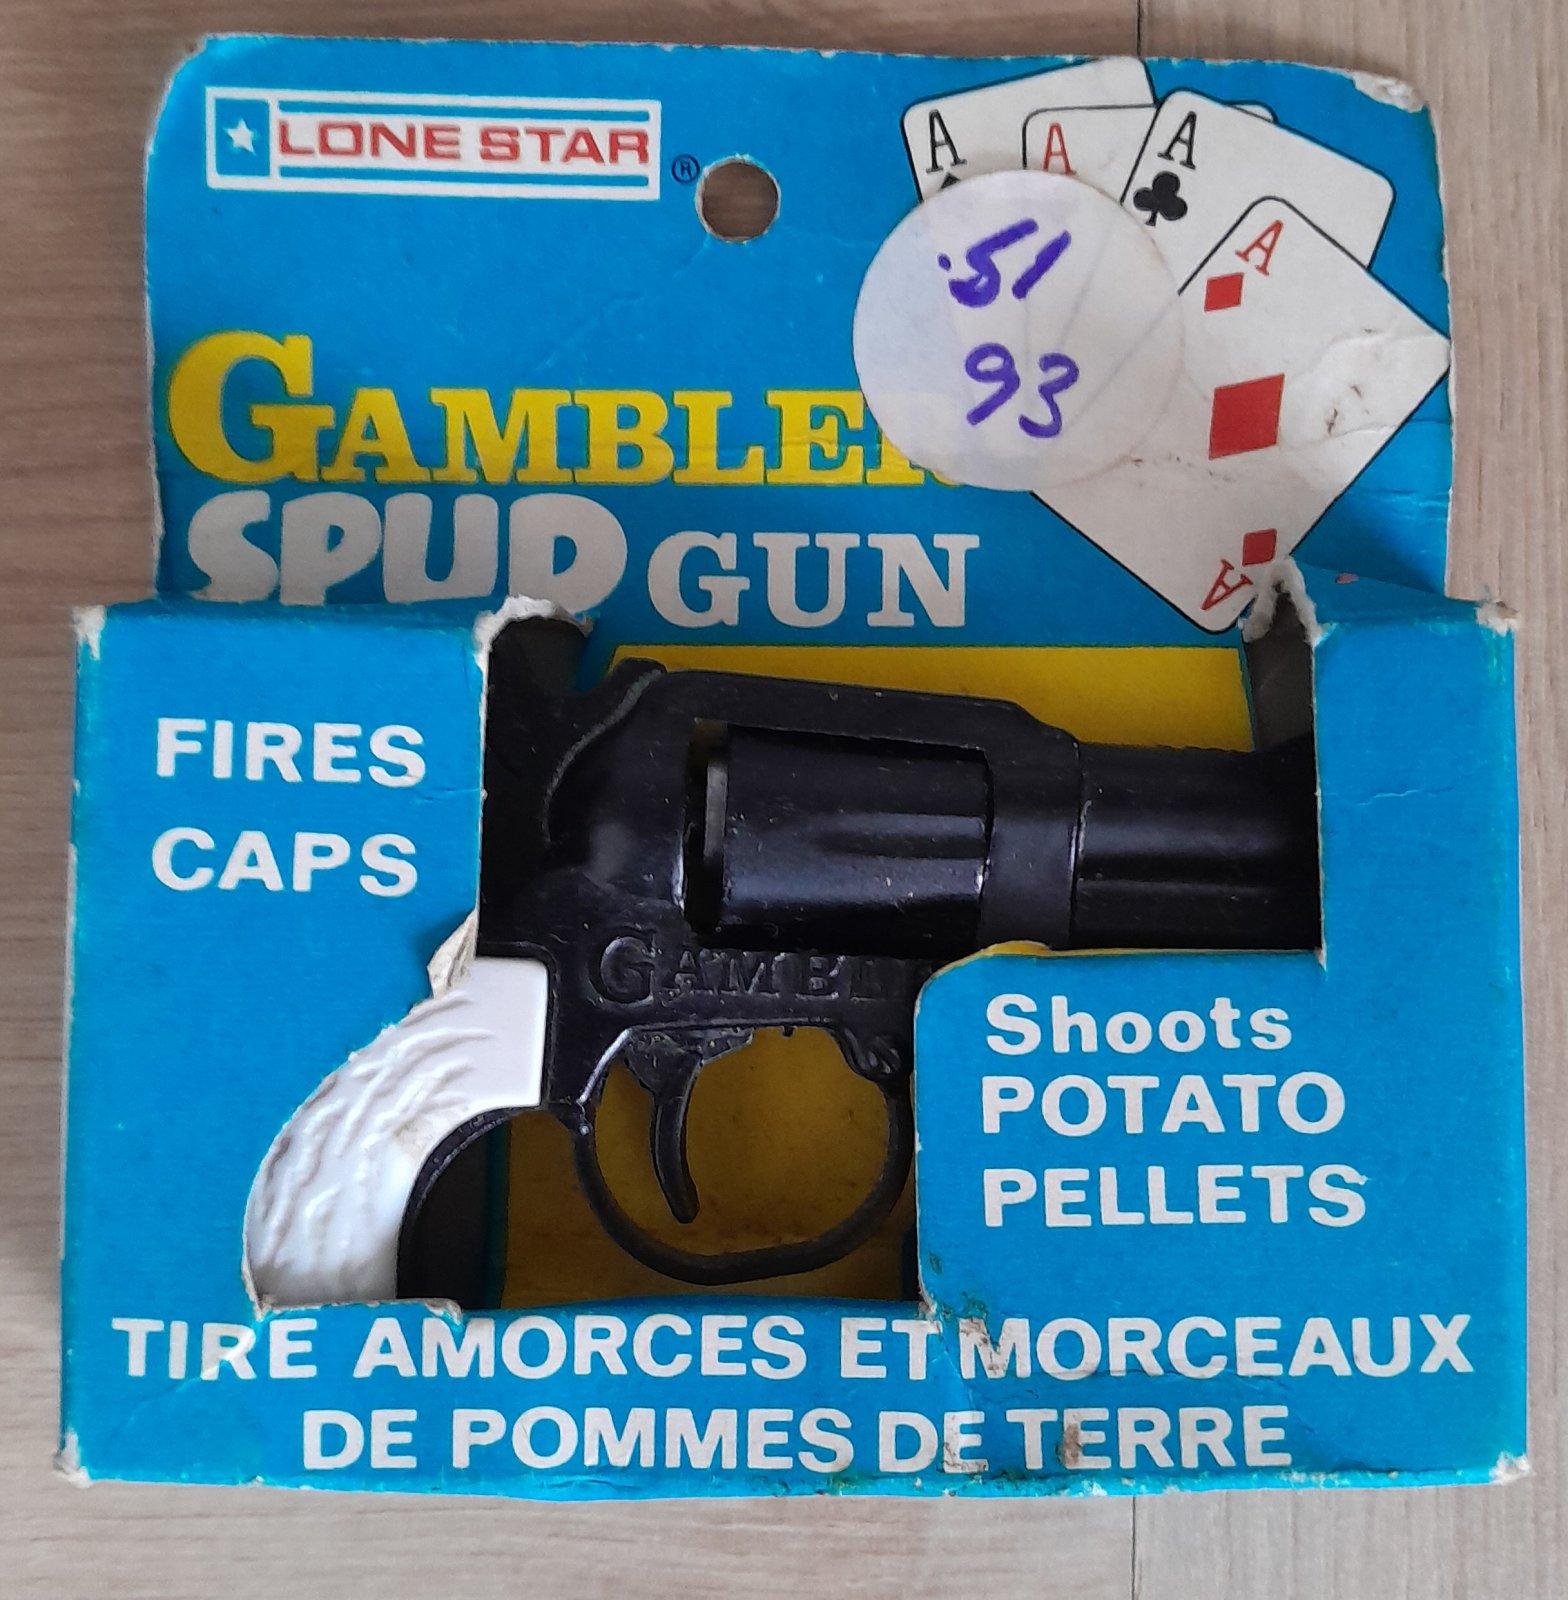 LONE STAR ®
A A A A
.51
93
GAMBLER
SPUD GUN
A
FIRES
CAPS
GAMBLE
Shoots
POTATO
PELLETS
TIRE AMORCES ET MORCEAUX
DE POMMES DE TERRE